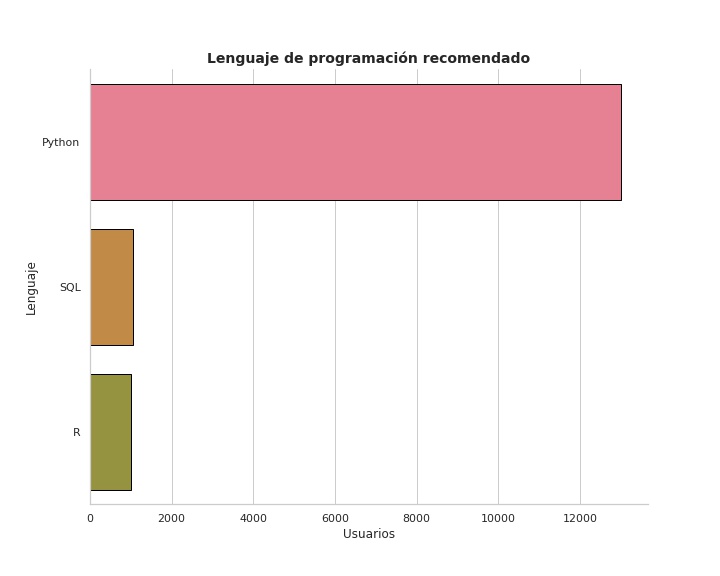 Lenguaje de programación recomendado
Python
SQL
R
Lenguaje
0 2000 4000 6000 8000 10000 12000
Usuarios